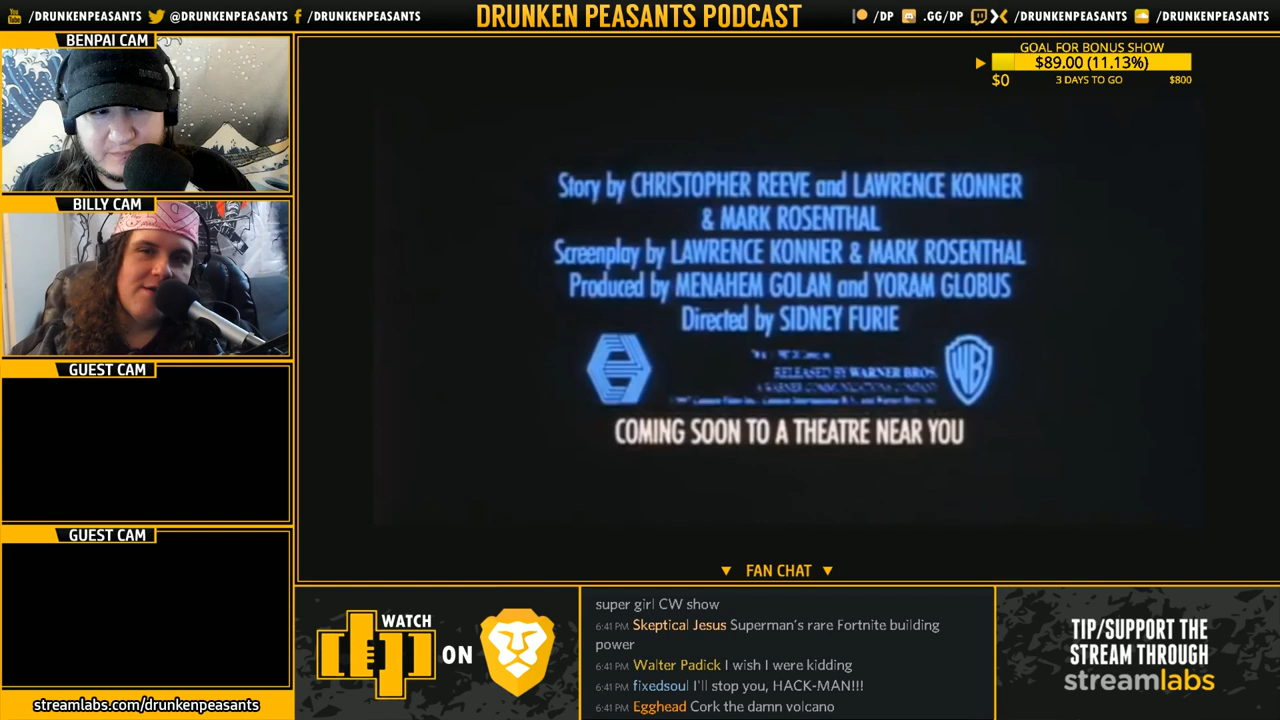 You Tube /DRUNKENPEASANTS @DRUNKENPEASANTS /DRUNKENPEASANTS
DRUNKEN PEASANTS PODCAST
/DP .GG/DP /DRUNKENPEASANTS /DRUNKENPEASANTS
BENPAI CAM
BILLY CAM
GUEST CAM
GUEST CAM
streamlabs.com/drunkenpeasants
GOAL FOR BONUS SHOW
$89.00 (11.13%)
$0 3 DAYS TO GO $800
Story by CHRISTOPHER REEVE and LAWRENCE KONNER
& MARK ROSENTHAL
Screenplay by LAWRENCE KONNER & MARK ROSENTHAL
Produced by MENAHEM GOLAN and YORAM GLOBUS
Directed by SIDNEY FURIE
RELEASED BY WARNER BROS.
A WARNER COMMUNICATIONS COMPANY
WB
COMING SOON TO A THEATRE NEAR YOU
FAN CHAT
WATCH
ON
super girl CW show
6:41 PM Skeptical Jesus Superman's rare Fortnite building
power
6:41 PM Walter Padick I wish I were kidding
6:41 PM fixedsoul I'll stop you, HACK-MAN!!!
6:41 PM Egghead Cork the damn volcano
TIP/SUPPORT THE
STREAM THROUGH
streamlabs